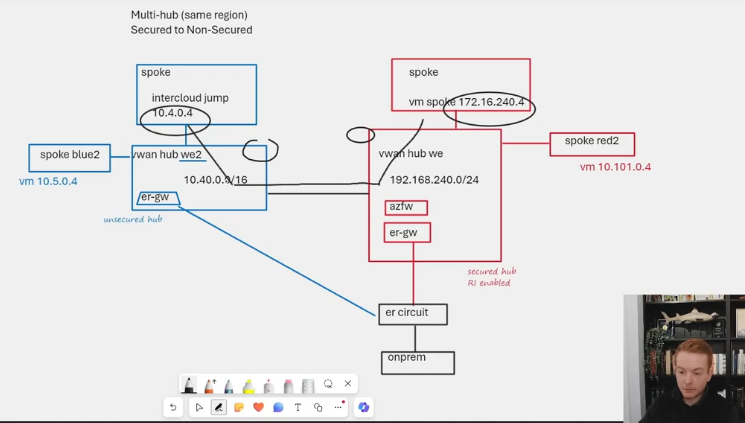 Multi-hub (same region)
Secured to Non-Secured
spoke
intercloud jump
10.4.0.4
spoke
vm spoke 172.16.240.4
spoke blue2
vm 10.5.0.4
vwan hub we2
10.40.0.0/16
er-gw
unsecured hub
vwan hub we
192.168.240.0/24
azfw
er-gw
secured hub
RI enabled
spoke red2
vm 10.101.0.4
er circuit
onprem
T